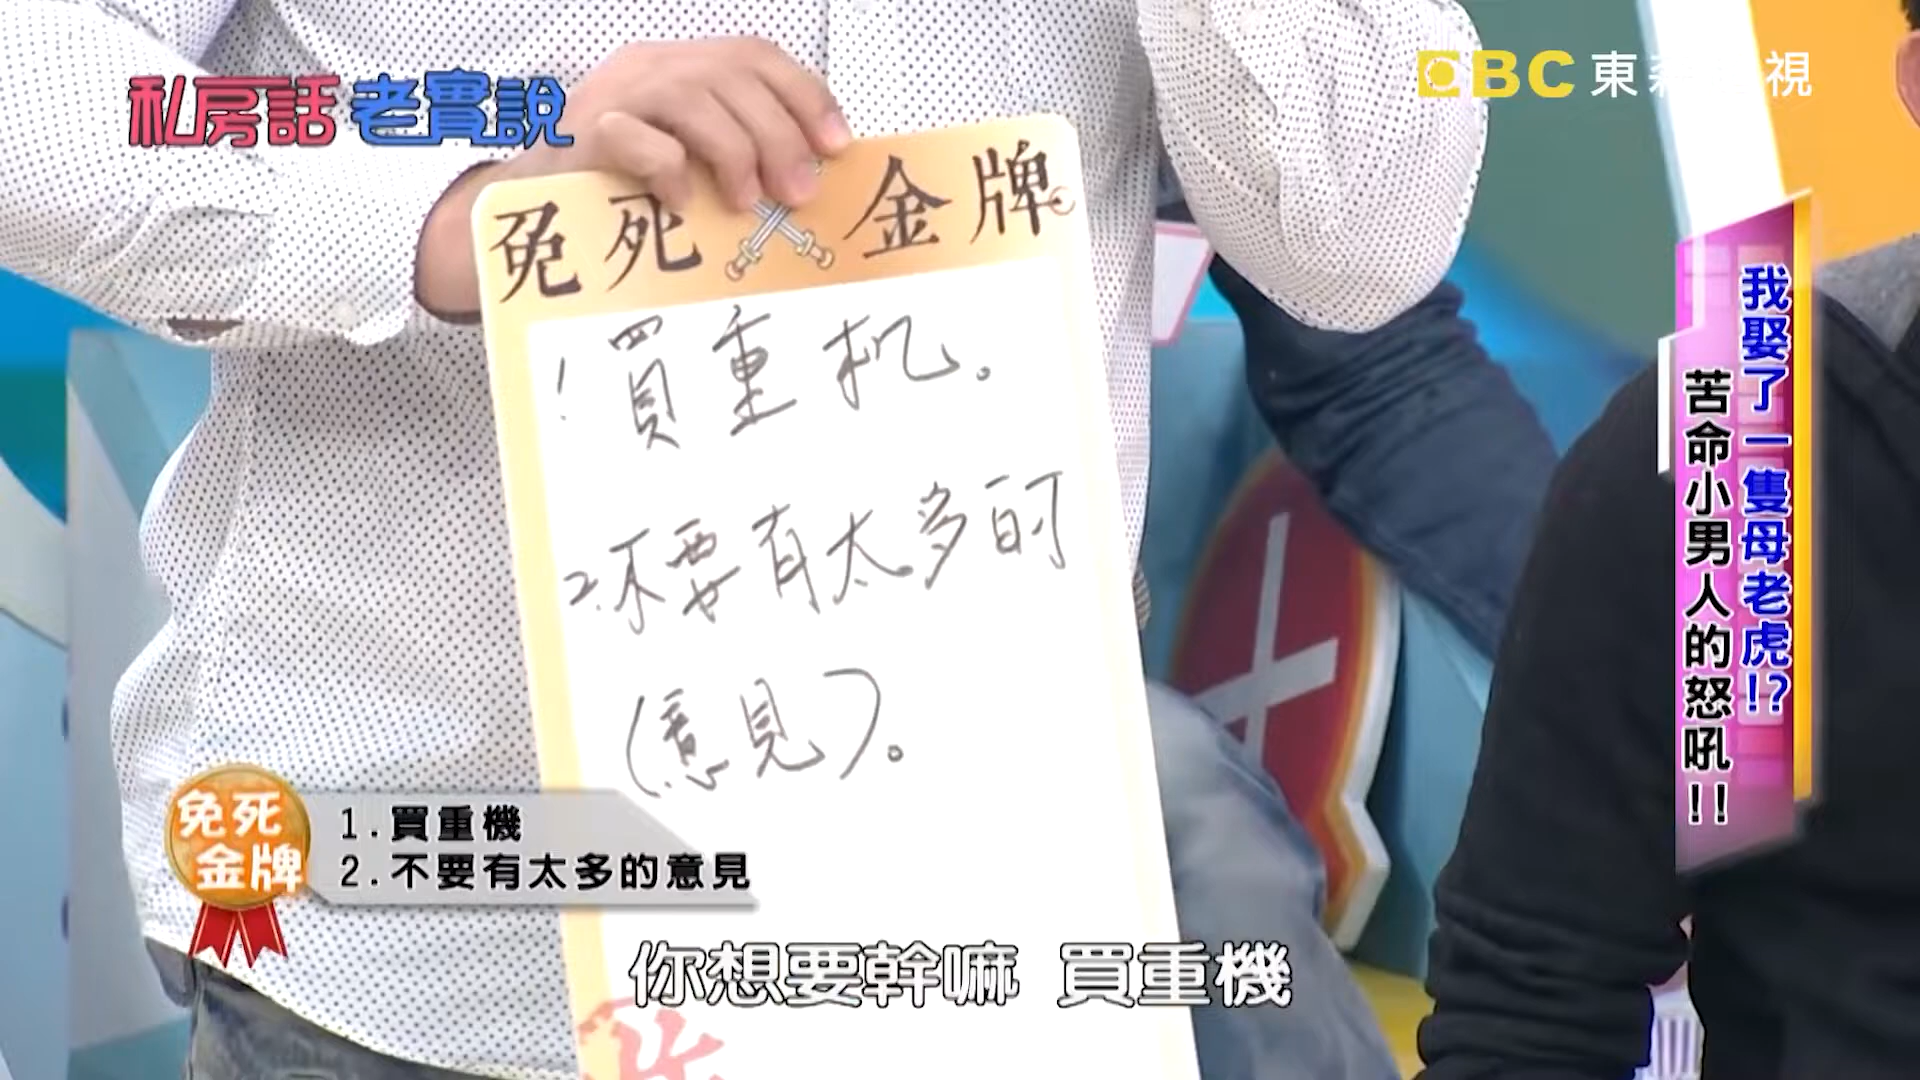 私房話老實說
EBC 東森電視
免死金牌
1買重机。
2.不要有太多的
(意見)。
我娶了一隻母老虎!?
苦命小男人的怒吼!!
免死
金牌
1.買重機
2.不要有太多的意見
你想要幹嘛 買重機